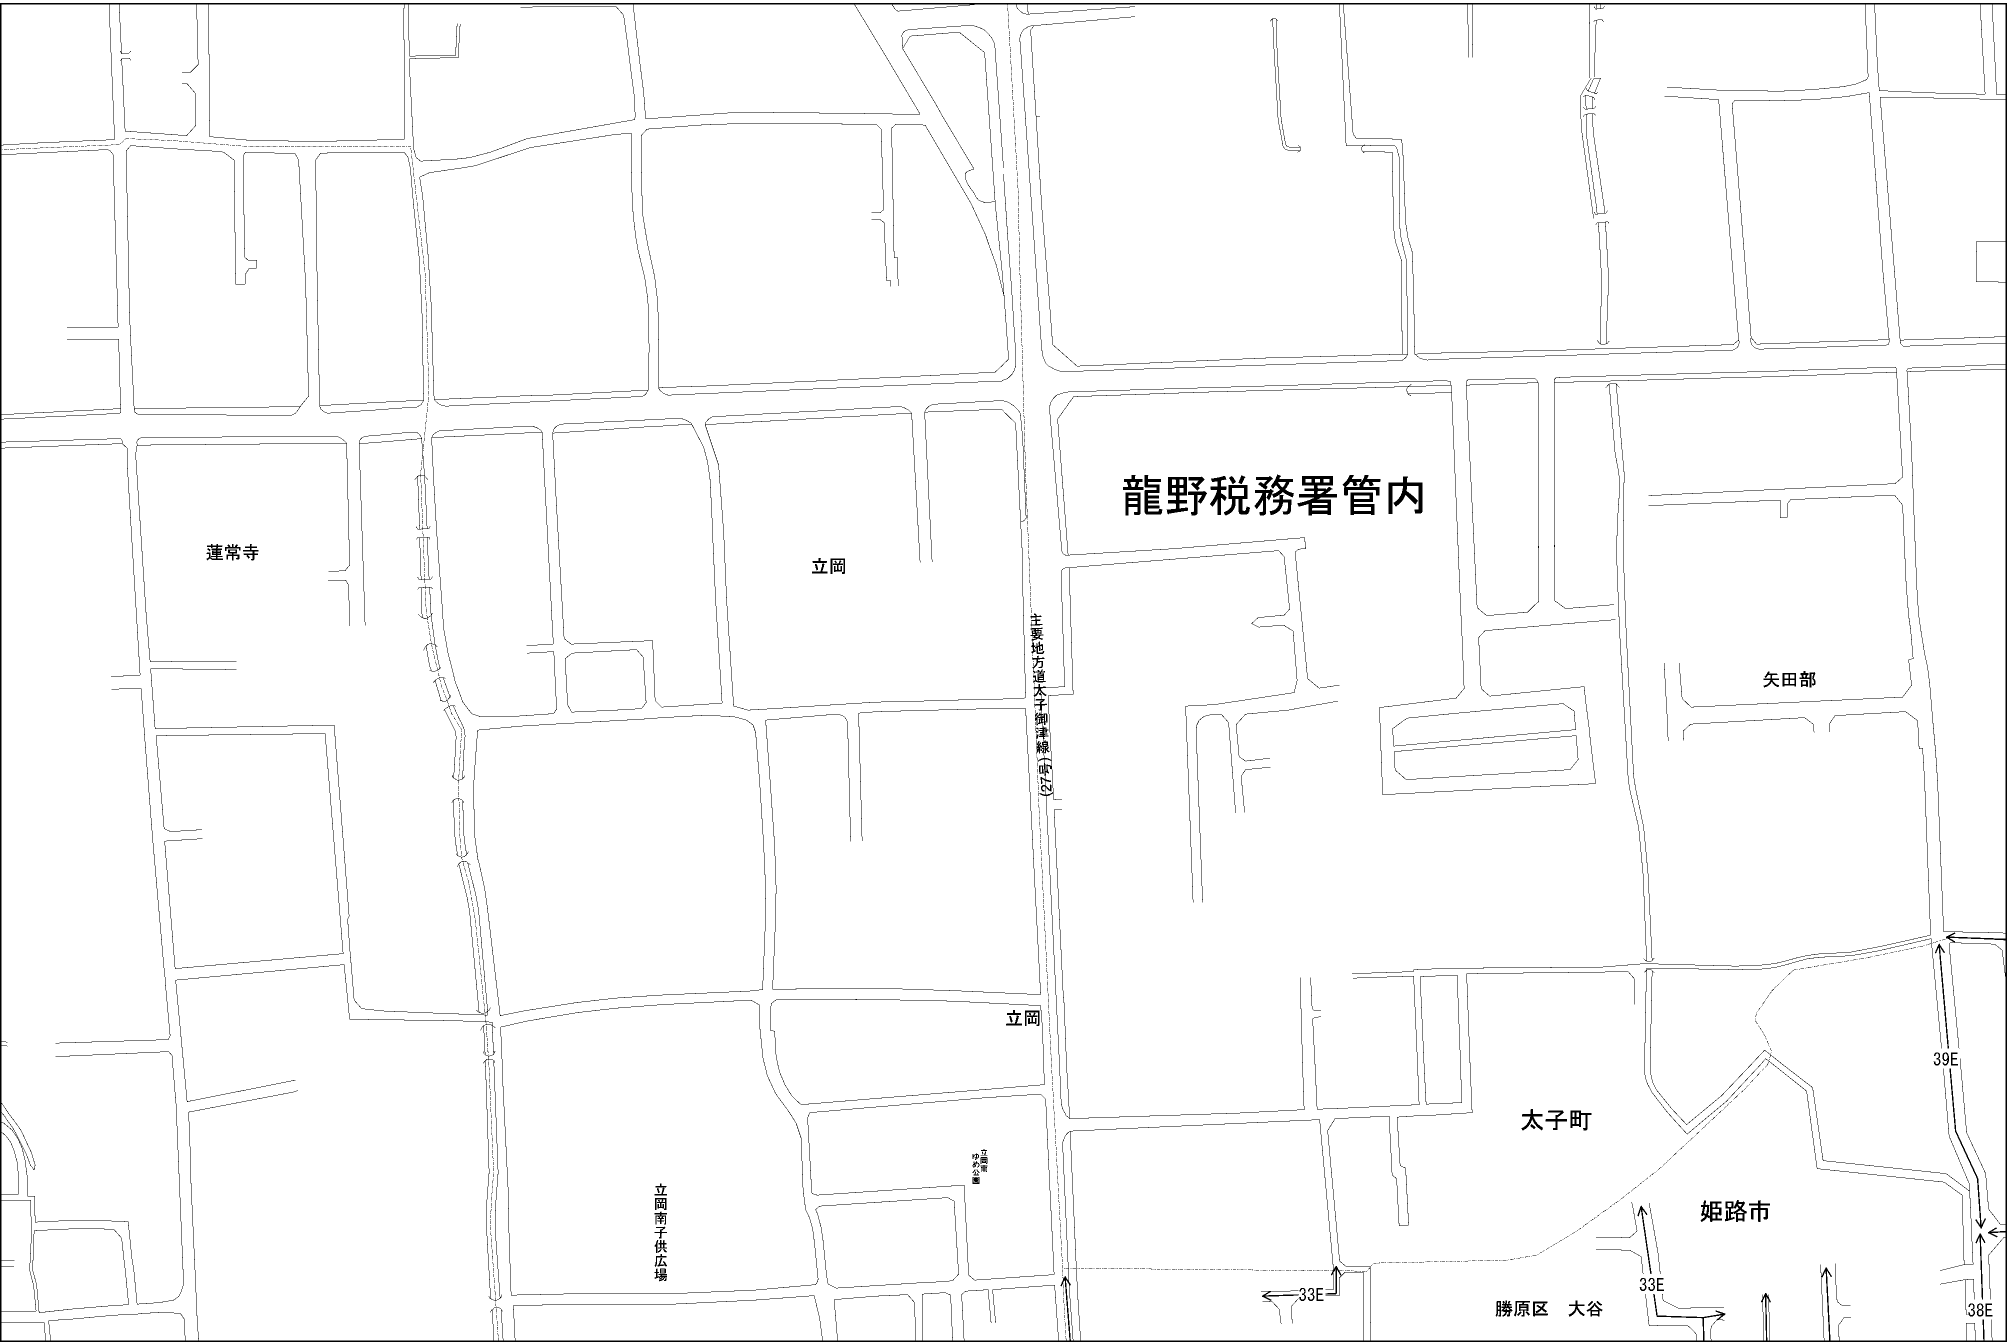 龍野税務署管内
蓮常寺
立岡
主要地方道太子御津線(27号)
矢田部
立岡
39E
太子町
立岡南
ゆめ公園
立岡南子供広場
姫路市
33E
33E
勝原区　大谷
38E